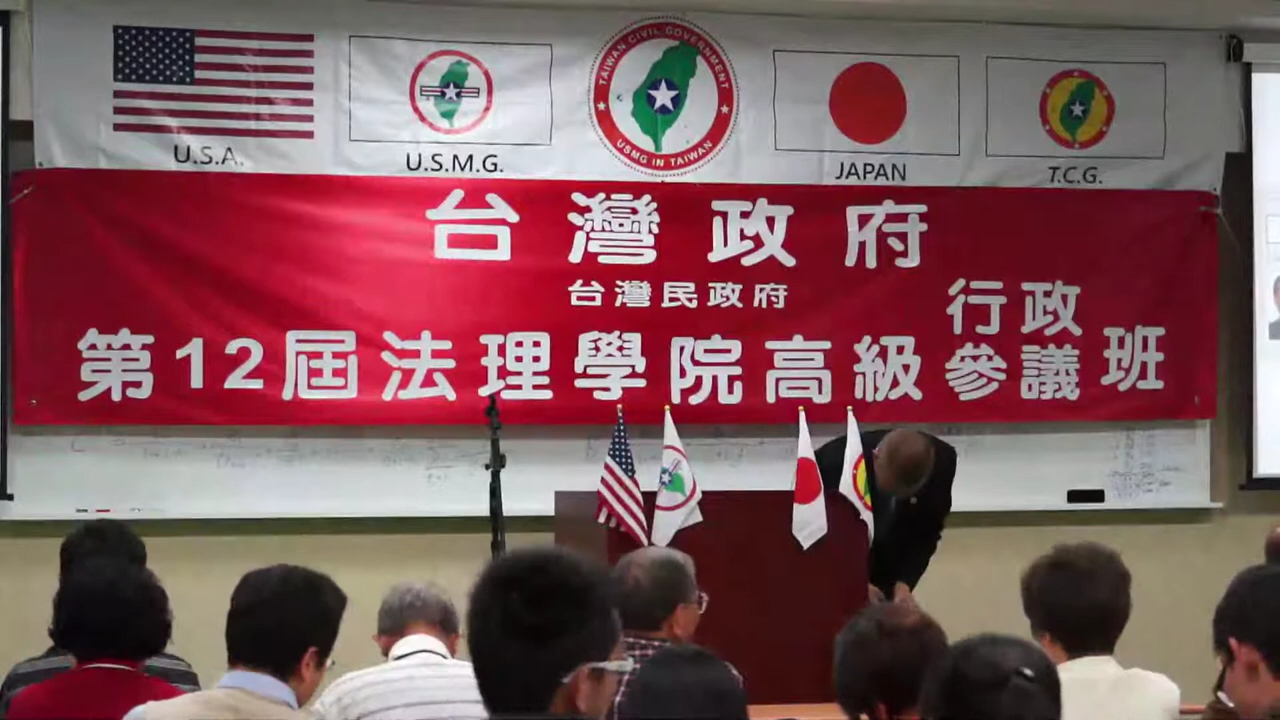 TAIWAN CIVIL GOVERNMENT
USMG IN TAIWAN
U.S.A.
U.S.M.G.
JAPAN
T.C.G.
台灣政府
台灣民政府
行政
第12屆法理學院高級參議班